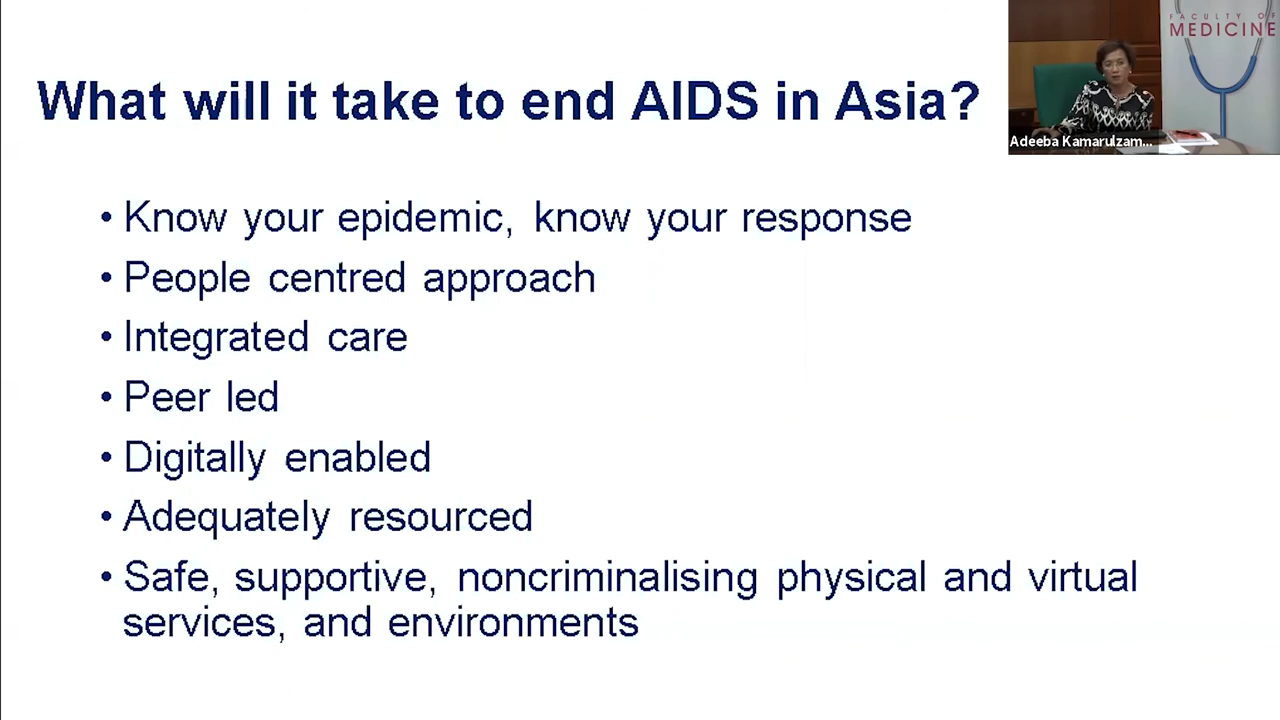 What will it take to end AIDS in Asia?
FACULTY OF
MEDICINE
Adeeba Kamarulzam...
• Know your epidemic, know your response
• People centred approach
• Integrated care
• Peer led
• Digitally enabled
• Adequately resourced
• Safe, supportive, noncriminalising physical and virtual
services, and environments